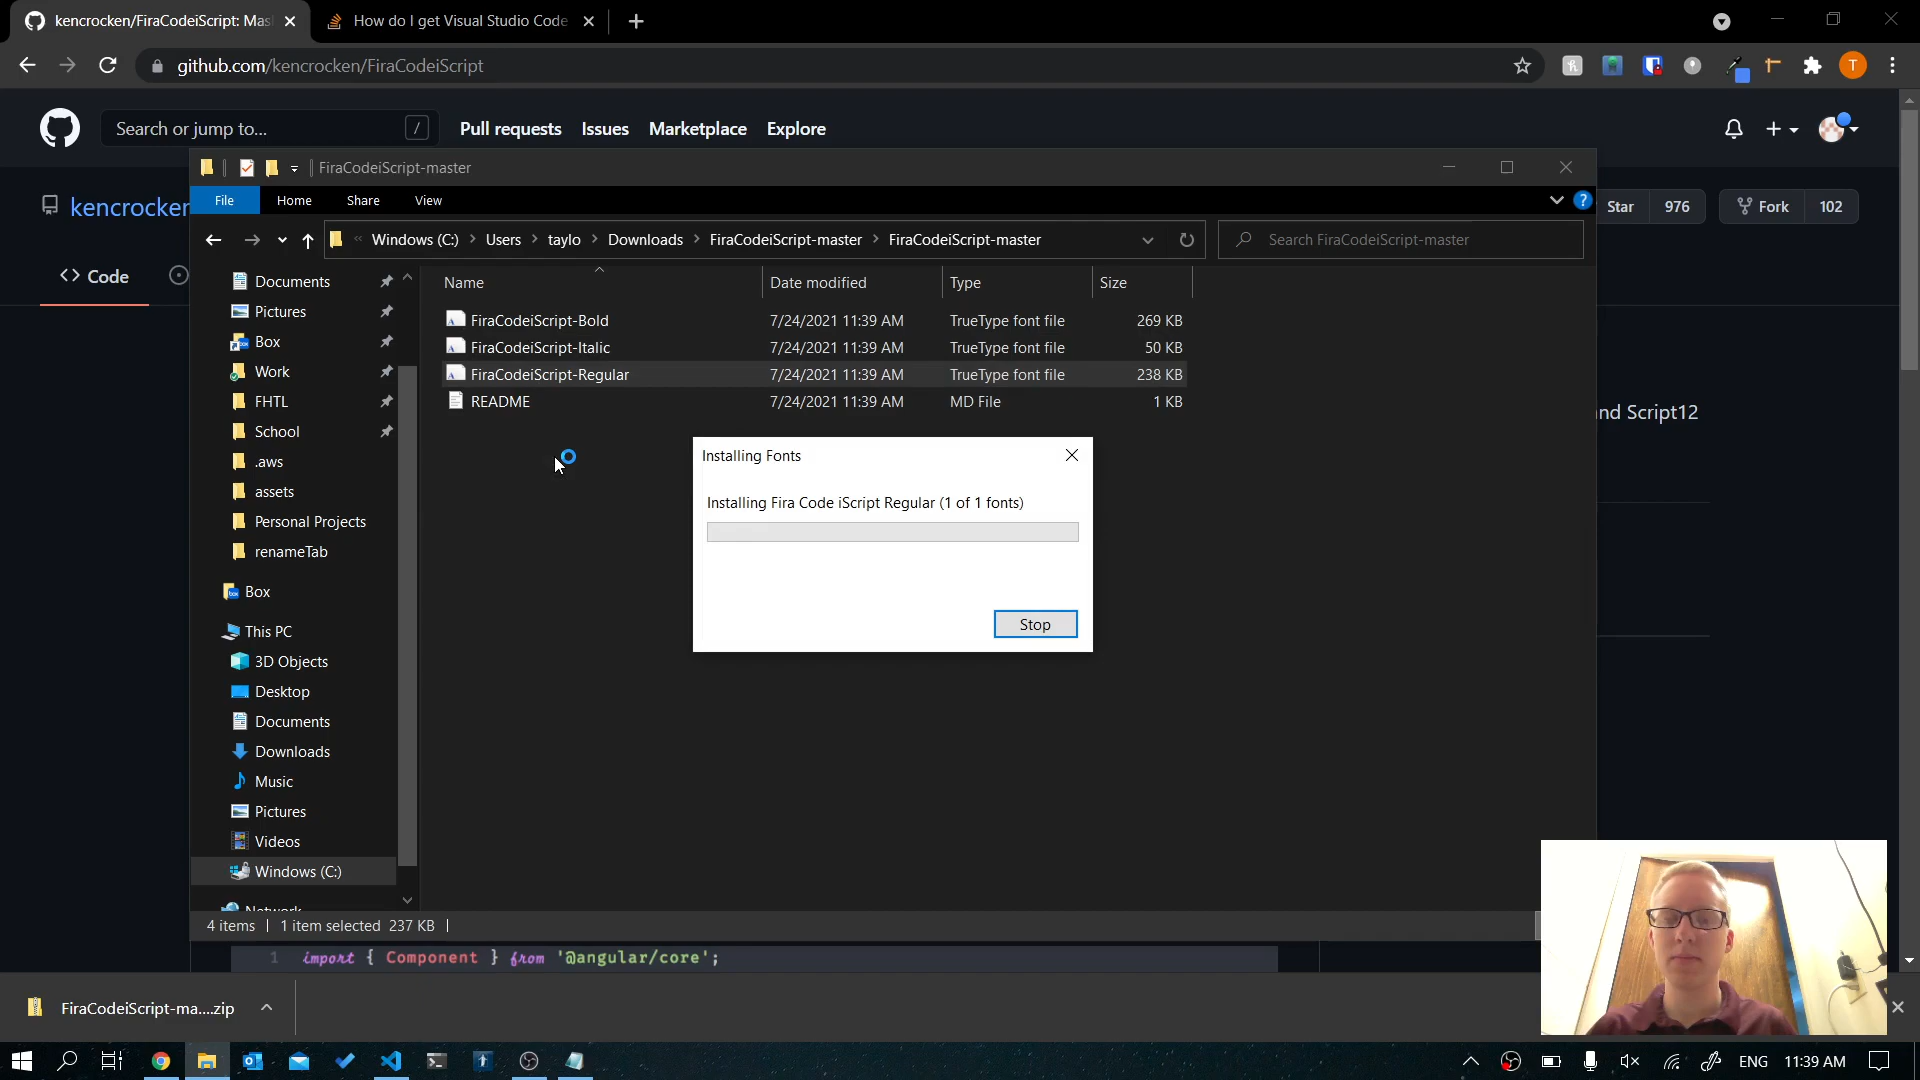 kencrocken/FiraCodeiScript: Mas
How do I get Visual Studio Code
github.com/kencrocken/FiraCodeiScript
T
Search or jump to...
/
Pull requests
Issues
Marketplace
Explore
FiraCodeiScript-master
kencrocken
File
Home
Share
View
Star
976
Fork
102
Windows (C:) > Users > taylo > Downloads > FiraCodeiScript-master > FiraCodeiScript-master
Search FiraCodeiScript-master
Code
Name
Date modified
Type
Size
FiraCodeiScript-Bold 7/24/2021 11:39 AM TrueType font file 269 KB
FiraCodeiScript-Italic 7/24/2021 11:39 AM TrueType font file 50 KB
FiraCodeiScript-Regular 7/24/2021 11:39 AM TrueType font file 238 KB
README 7/24/2021 11:39 AM MD File 1 KB
Documents
Pictures
Box
Work
FHTL
School
.aws
assets
Personal Projects
renameTab
Box
This PC
3D Objects
Desktop
Documents
Downloads
Music
Pictures
Videos
Windows (C:)
Network
nd Script12
Installing Fonts
Installing Fira Code iScript Regular (1 of 1 fonts)
Stop
4 items
1 item selected 237 KB
1 import { Component } from '@angular/core';
FiraCodeiScript-ma....zip
ENG
11:39 AM